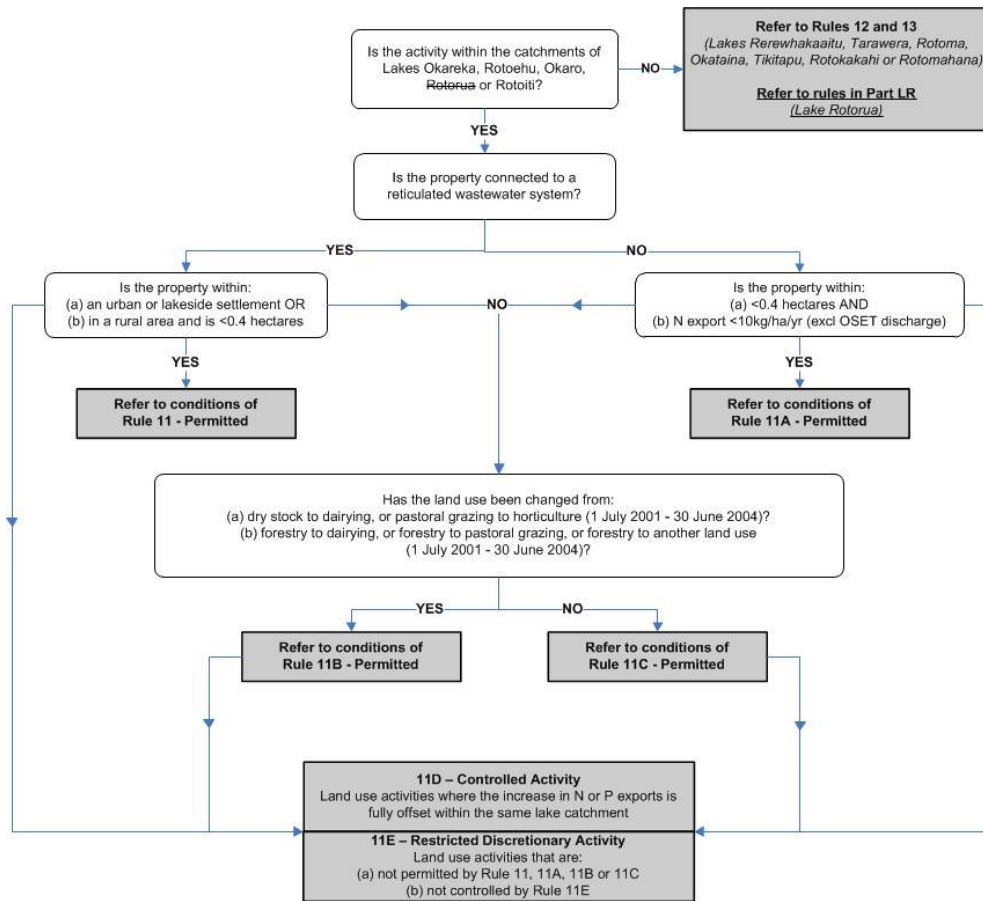 Is the activity within the catchments of
Lakes Okareka, Rotoehu, Okaro,
Rotorua or Rotoiti?
NO
Refer to Rules 12 and 13
(Lakes Rerewhakaaitu, Tarawera, Rotoma,
Okataina, Tikitapu, Rotokakahi or Rotomahana)
Refer to rules in Part LR
(Lake Rotorua)
YES
Is the property connected to a
reticulated wastewater system?
YES
NO
Is the property within:
(a) an urban or lakeside settlement OR
(b) in a rural area and is <0.4 hectares
NO
Is the property within:
(a) <0.4 hectares AND
(b) N export <10kg/ha/yr (excl OSET discharge)
YES
YES
Refer to conditions of
Rule 11 - Permitted
Refer to conditions of
Rule 11A - Permitted
Has the land use been changed from:
(a) dry stock to dairying, or pastoral grazing to horticulture (1 July 2001 - 30 June 2004)?
(b) forestry to dairying, or forestry to pastoral grazing, or forestry to another land use
(1 July 2001 - 30 June 2004)?
YES
NO
Refer to conditions of
Rule 11B - Permitted
Refer to conditions of
Rule 11C - Permitted
11D – Controlled Activity
Land use activities where the increase in N or P exports is
fully offset within the same lake catchment
11E – Restricted Discretionary Activity
Land use activities that are:
(a) not permitted by Rule 11, 11A, 11B or 11C
(b) not controlled by Rule 11E